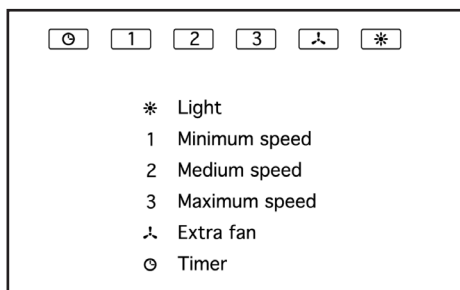 1 2 3
Light
1 Minimum speed
2 Medium speed
3 Maximum speed
Extra fan
Timer